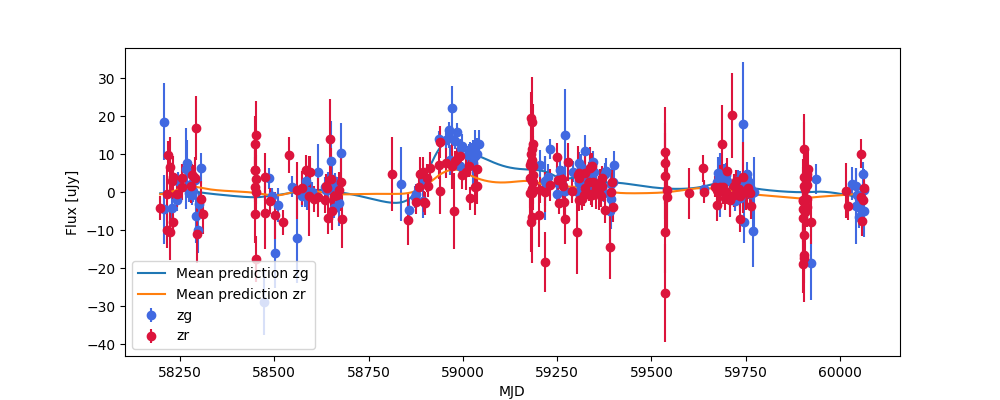 30
20
10
0
−10
−20
−30
−40
Flux [uJy]
Mean prediction zg
Mean prediction zr
zg
zr
58250 58500 58750 59000 59250 59500 59750 60000
MJD